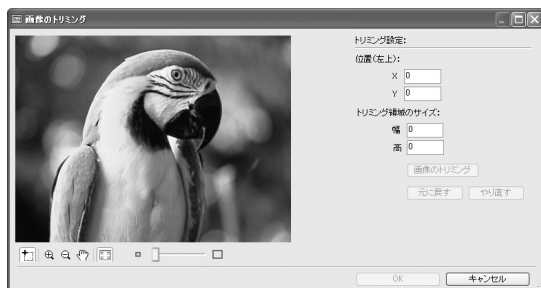 画像のトリミング
トリミング設定:
位置(左上):
X 0
Y 0
トリミング領域のサイズ:
幅 0
高 0
画像のトリミング
元に戻す やり直す
OK キャンセル